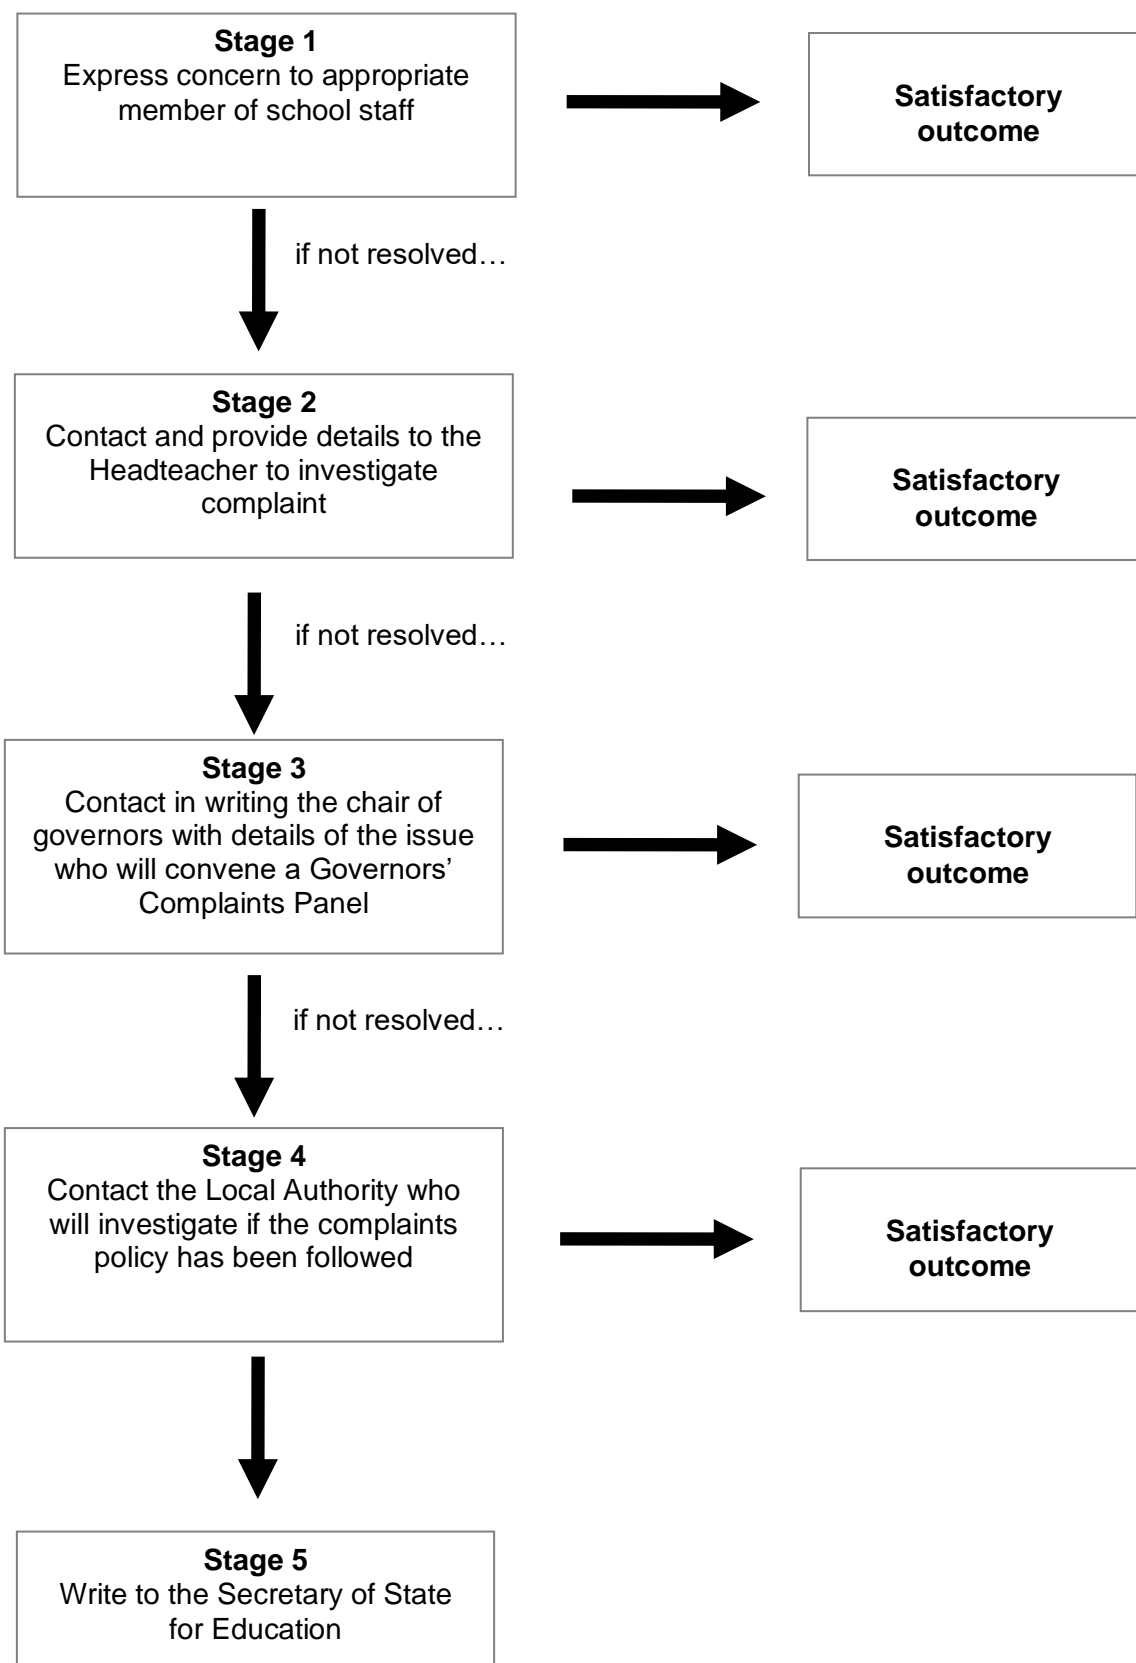 Stage 1
Express concern to appropriate
member of school staff
Satisfactory
outcome
if not resolved…
Stage 2
Contact and provide details to the
Headteacher to investigate
complaint
Satisfactory
outcome
if not resolved…
Stage 3
Contact in writing the chair of
governors with details of the issue
who will convene a Governors’
Complaints Panel
Satisfactory
outcome
if not resolved…
Stage 4
Contact the Local Authority who
will investigate if the complaints
policy has been followed
Satisfactory
outcome
Stage 5
Write to the Secretary of State
for Education